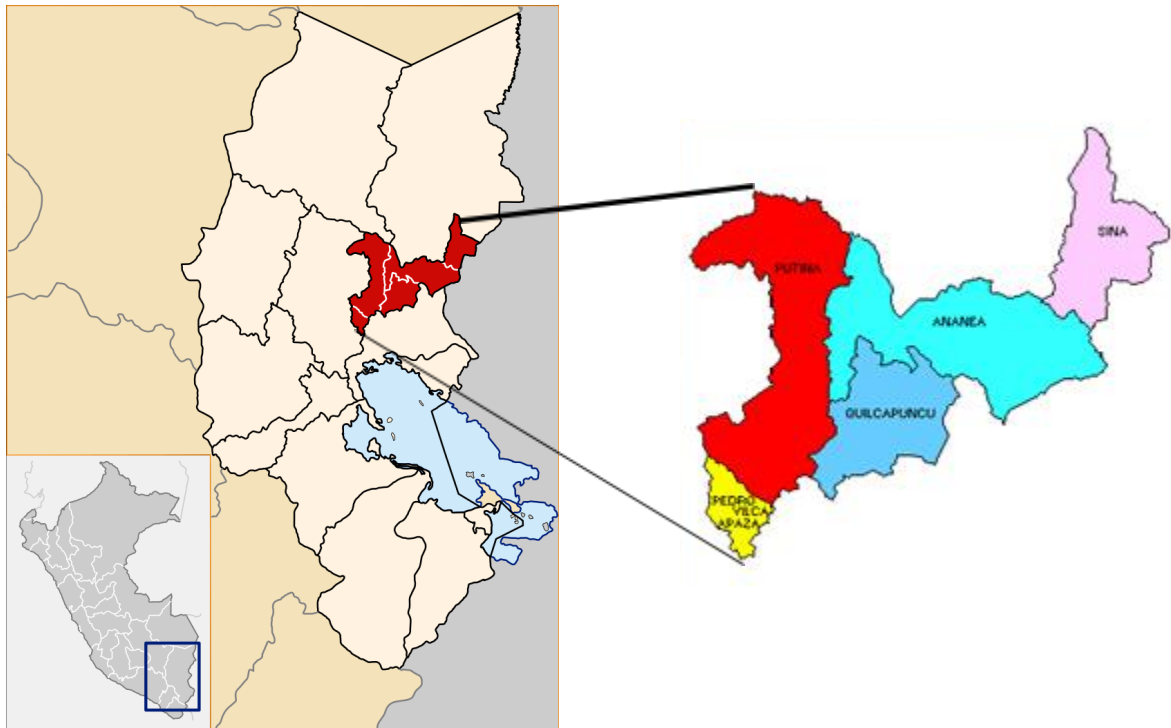 SINA
PUTINA
ANANEA
QUILCAPUNCU
PEDRO
VILCA
APAZA